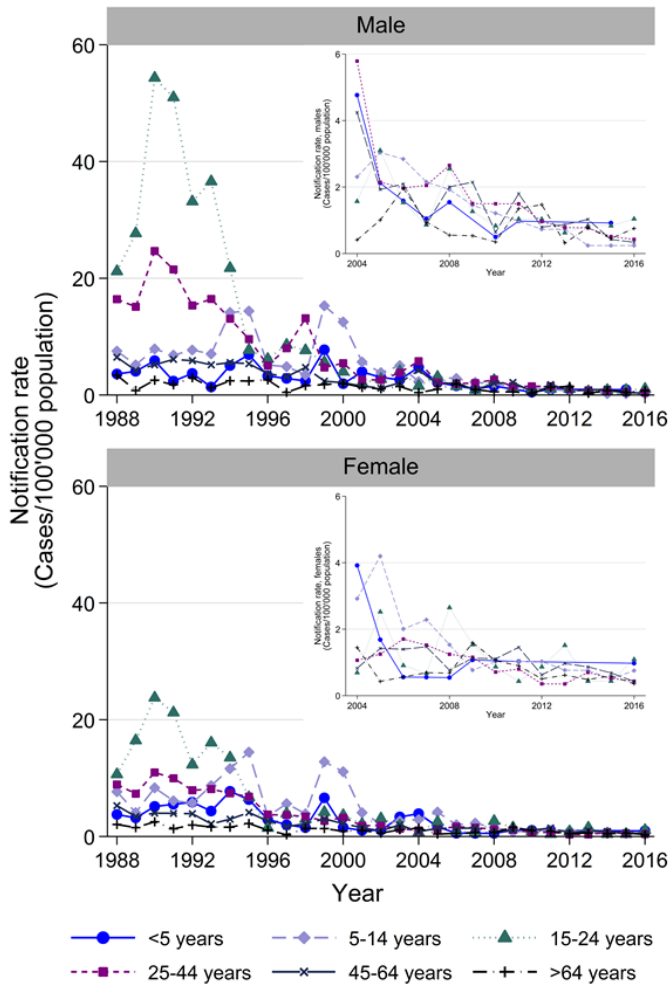 Male
60
40
20
0
1988 1992 1996 2000 2004 2008 2012 2016
6
4
2
0
2004 2008 2012 2016
Year
Notification rate, males
(Cases/100'000 population)
Notification rate
(Cases/100'000 population)
Female
60
40
20
0
1988 1992 1996 2000 2004 2008 2012 2016
6
4
2
0
2004 2008 2012 2016
Year
Notification rate, females
(Cases/100'000 population)
Year
<5 years 5-14 years 15-24 years
25-44 years 45-64 years >64 years